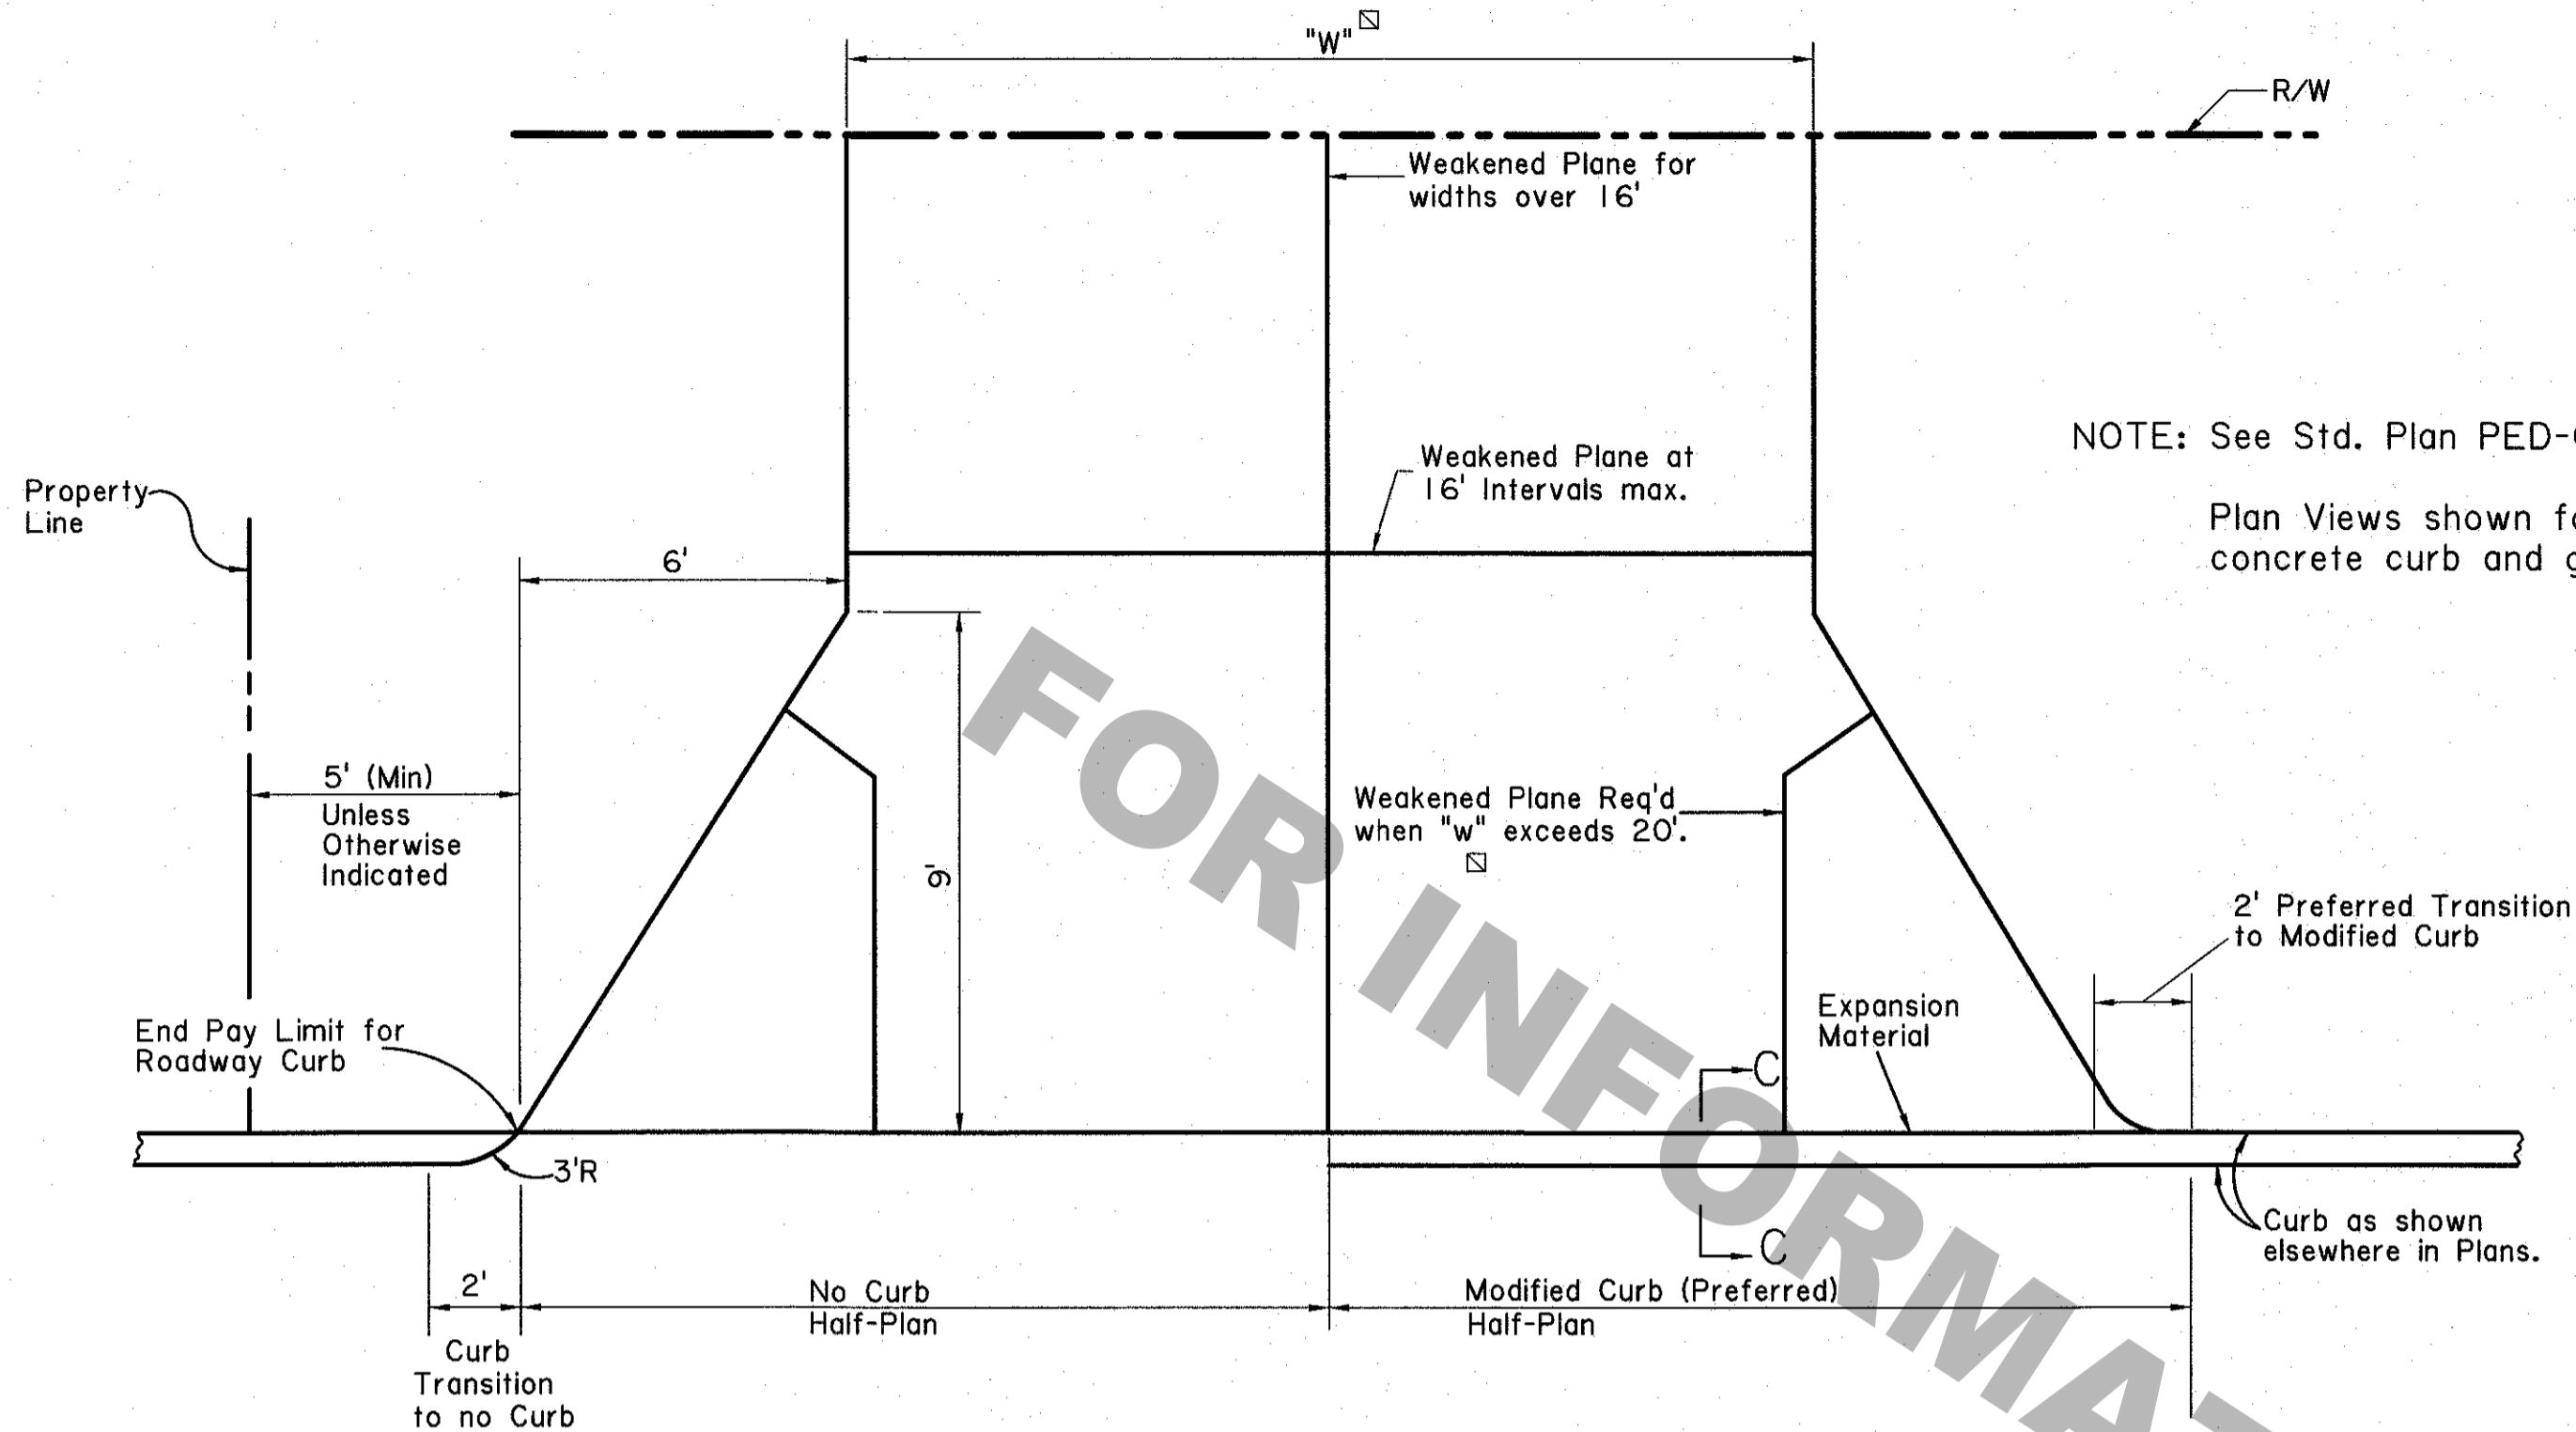 "W"
R/W
Weakened Plane for
widths over 16'
NOTE: See Std. Plan PED-
Weakened Plane at
16' Intervals max.
Property
Line
Plan Views shown
concrete curb and
6'
5' (Min)
Unless
Otherwise
Indicated
Weakened Plane Req'd
when "w" exceeds 20'.
9'
2' Preferred Transition
to Modified Curb
Expansion
Material
End Pay Limit for
Roadway Curb
C
3'R
C
Curb as shown
elsewhere in Plans.
2'
No Curb
Half-Plan
Modified Curb (Preferred)
Half-Plan
Curb
Transition
to no Curb
FOR INFORMAT